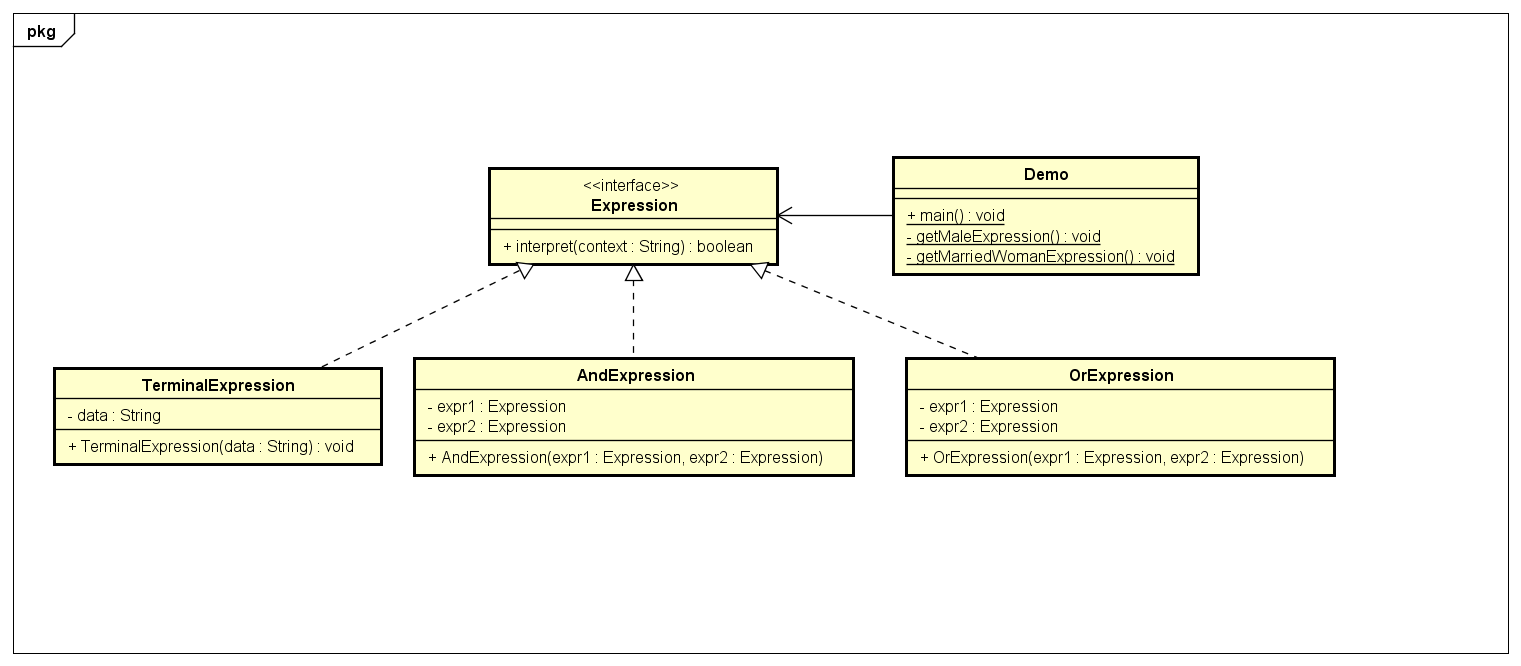 pkg
<<interface>>
Expression
+ interpret(context : String) : boolean
Demo
+ main() : void
- getMaleExpression() : void
- getMarriedWomanExpression() : void
TerminalExpression
- data : String
+ TerminalExpression(data : String) : void
AndExpression
- expr1 : Expression
- expr2 : Expression
+ AndExpression(expr1 : Expression, expr2 : Expression)
OrExpression
- expr1 : Expression
- expr2 : Expression
+ OrExpression(expr1 : Expression, expr2 : Expression)